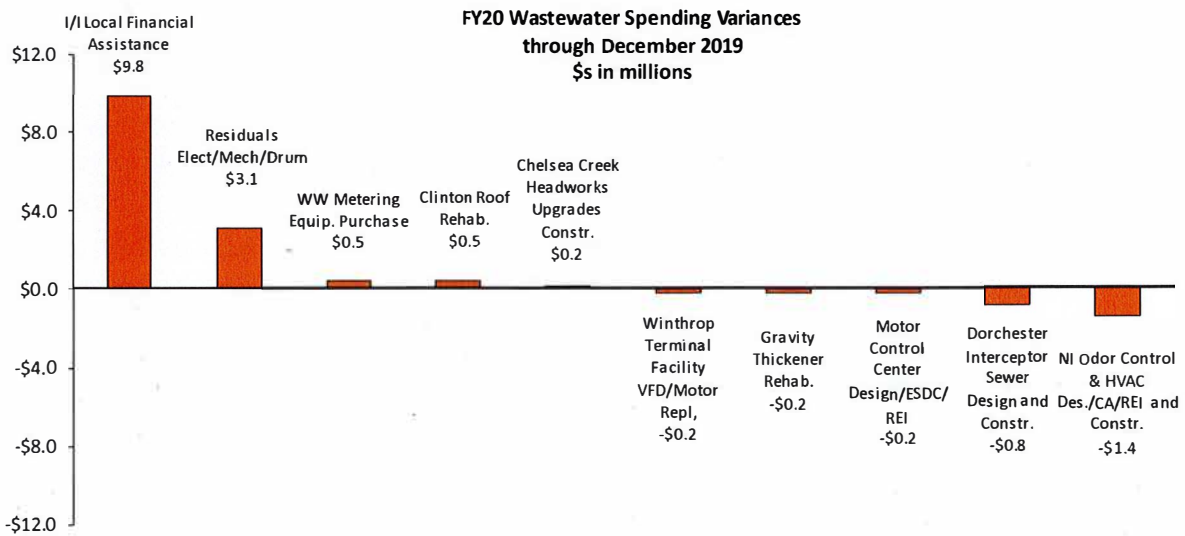 FY20 Wastewater Spending Variances
through December 2019
$s in millions
$12.0
$8.0
$4.0
$0.0
-$4.0
-$8.0
-$12.0
I/I Local Financial
Assistance
$9.8
Residuals
Elect/Mech/Drum
$3.1
WW Metering
Equip. Purchase
$0.5
Clinton Roof
Rehab.
$0.5
Chelsea Creek
Headworks
Upgrades
Constr.
$0.2
Winthrop
Terminal
Facility
VFD/Motor
Repl,
-$0.2
Gravity
Thickener
Rehab.
-$0.2
Motor
Control
Center
Design/ESDC/
REI
-$0.2
Dorchester
Interceptor
Sewer
Design and
Constr.
-$0.8
NI Odor Control
& HVAC
Des./CA/REI and
Constr.
-$1.4